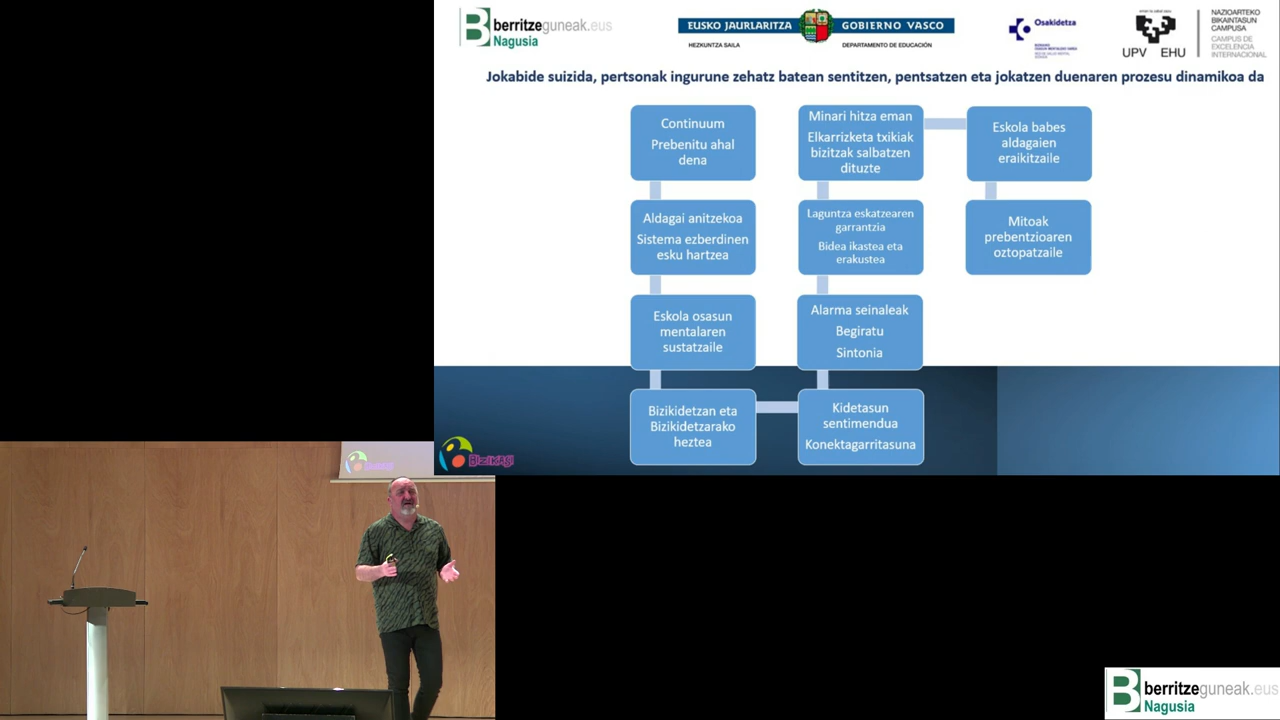 berritzeguneak.eus
Nagusia
EUSKO JAURLARITZA
GOBIERNO VASCO
HEZKUNTZA SAILA
DEPARTAMENTO DE EDUCACIÓN
Osakidetza
UPV EHU
NAZIOARTEKO
BIKAINTASUN
CAMPUSA
CAMPUS DE
EXCELENCIA
INTERNACIONAL
Jokabide suizida, pertsonak ingurune zehatz batean sentitzen, pentsatzen eta jokatzen duenaren prozesu dinamikoa da
Continuum
Prebenitu ahal
dena
Aldagai anitzekoa
Sistema ezberdinen
esku hartzea
Eskola osasun
mentalaren
sustatzaile
Bizikidetzan eta
Bizikidetzarako
heztea
Kidetasun
sentimendua
Konektagarritasuna
Alarma seinaleak
Begiratu
Sintonia
Laguntza eskatzearen
garrantzia
Bidea ikastea eta
erakustea
Minari hitza eman
Elkarrizketa txikiak
bizitzak salbatzen
dituzte
Eskola babes
aldagaien
eraikitzaile
Mitoak
prebentzioaren
oztopatzaile
BIZIKASI
berritzeguneak.eus
Nagusia